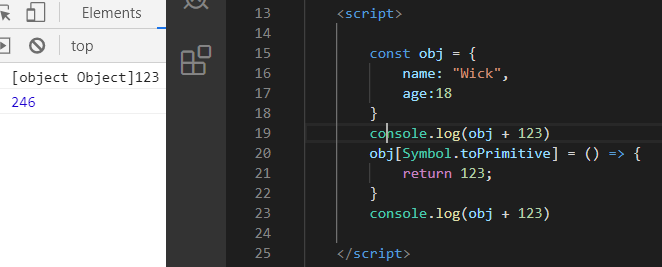 Elements
top
[object Object]123
246
13 <script>
14
15 const obj = {
16 name: "Wick",
17 age:18
18 }
19 console.log(obj + 123)
20 obj[Symbol.toPrimitive] = () => {
21 return 123;
22 }
23 console.log(obj + 123)
24
25 </script>